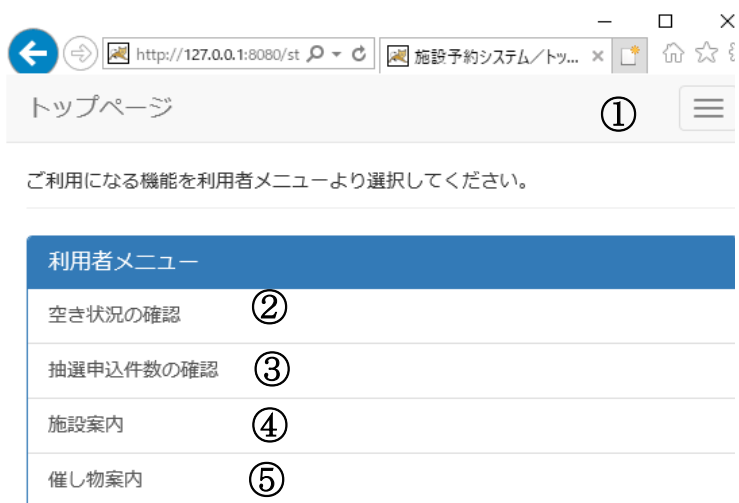 http://127.0.0.1:8080/st
施設予約システム／トッ...
トップページ
①
ご利用になる機能を利用者メニューより選択してください。
利用者メニュー
空き状況の確認 ②
抽選申込件数の確認 ③
施設案内 ④
催し物案内 ⑤